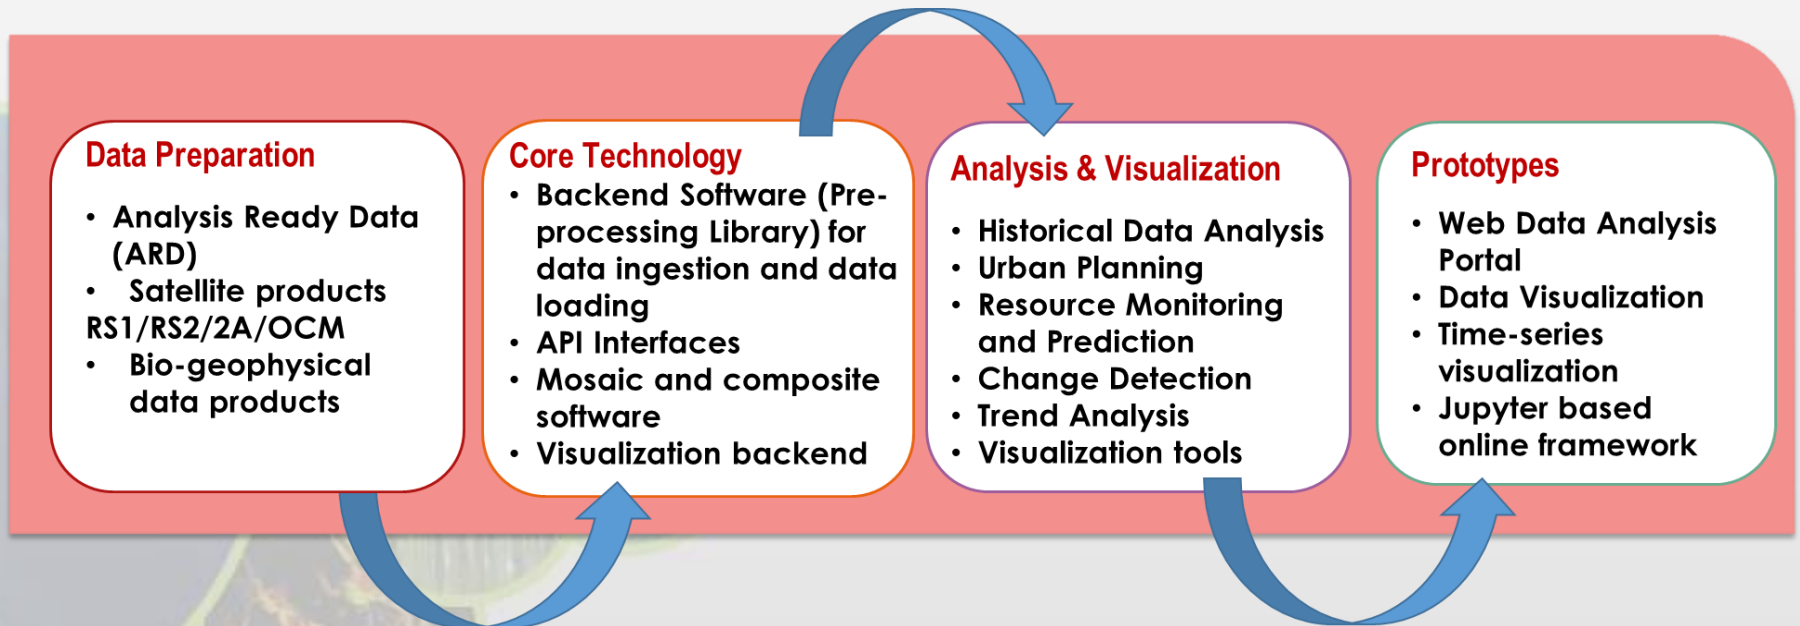 Data Preparation
• Analysis Ready Data
(ARD)
• Satellite products
RS1/RS2/2A/OCM
• Bio-geophysical
data products
Core Technology
• Backend Software (Pre-
processing Library) for
data ingestion and data
loading
• API Interfaces
• Mosaic and composite
software
• Visualization backend
Analysis & Visualization
• Historical Data Analysis
• Urban Planning
• Resource Monitoring
and Prediction
• Change Detection
• Trend Analysis
• Visualization tools
Prototypes
• Web Data Analysis
Portal
• Data Visualization
• Time-series
visualization
• Jupyter based
online framework